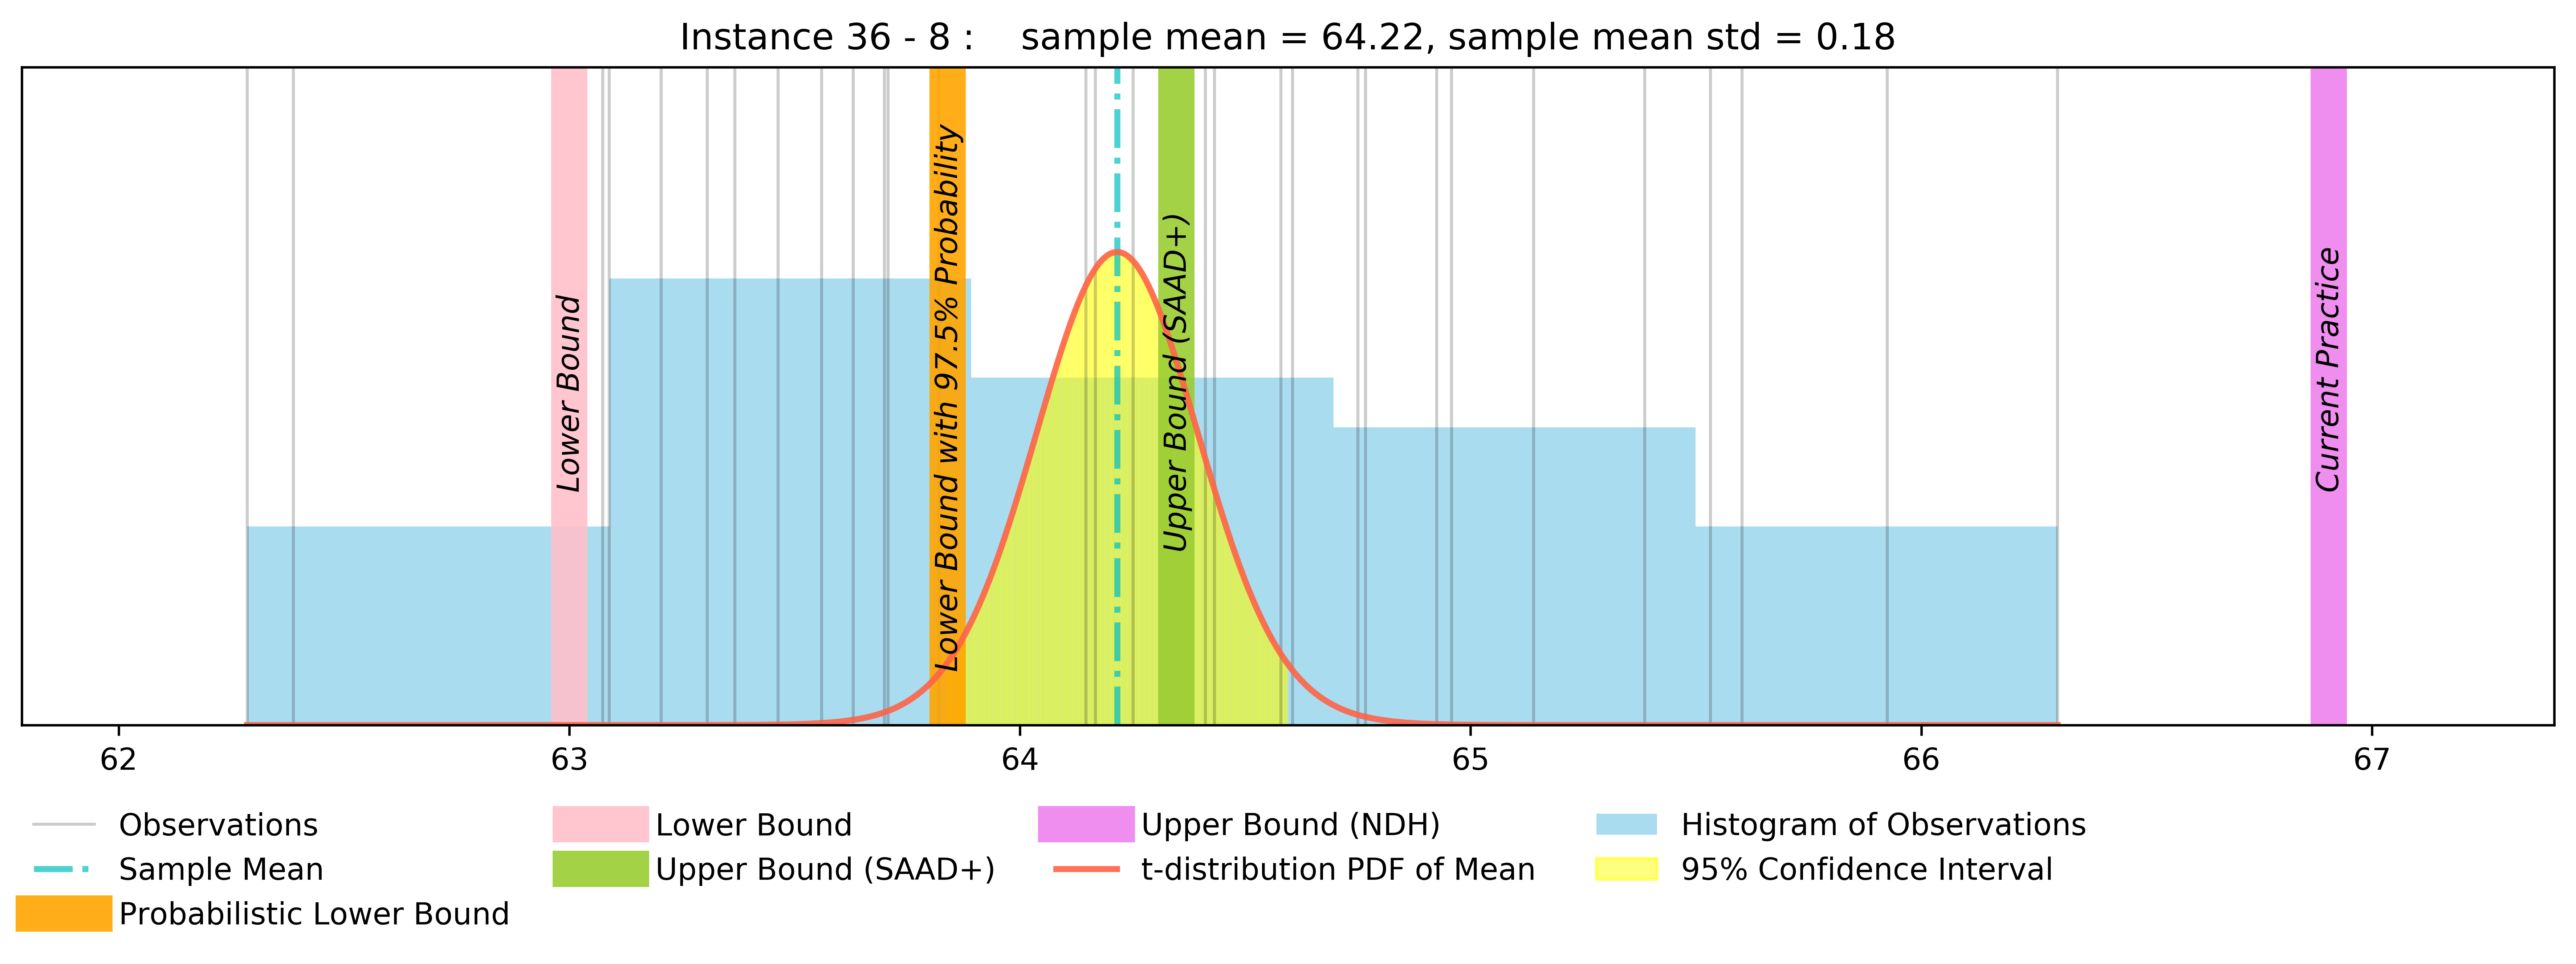 Instance 36 - 8 :    sample mean = 64.22, sample mean std = 0.18
Lower Bound
Lower Bound with 97.5% Probability
Upper Bound (SAAD+)
Current Practice
62 63 64 65 66 67
Observations
Sample Mean
Probabilistic Lower Bound
Lower Bound
Upper Bound (SAAD+)
Upper Bound (NDH)
t-distribution PDF of Mean
Histogram of Observations
95% Confidence Interval